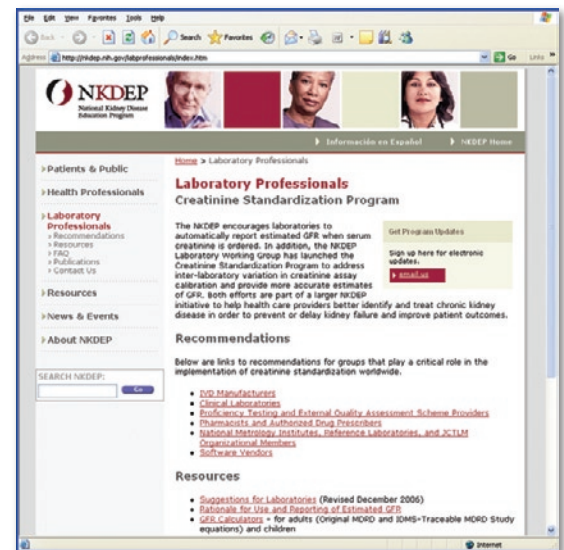 File Edit View Favorites Tools Help
Back Search Favorites
Address http://nkdep.nih.gov/labprofessionals/index.htm Go Links
NKDEP
National Kidney Disease
Education Program
Información en Español NKDEP Home
Patients & Public
Health Professionals
Laboratory
Professionals
Recommendations
Resources
FAQ
Publications
Contact Us
Resources
News & Events
About NKDEP
SEARCH NKDEP:
Go
Home > Laboratory Professionals
Laboratory Professionals
Creatinine Standardization Program
The NKDEP encourages laboratories to
automatically report estimated GFR when serum
creatinine is ordered. In addition, the NKDEP
Laboratory Working Group has launched the
Creatinine Standardization Program to address
inter-laboratory variation in creatinine assay
calibration and provide more accurate estimates
of GFR. Both efforts are part of a larger NKDEP
initiative to help health care providers better identify and treat chronic kidney
disease in order to prevent or delay kidney failure and improve patient outcomes.
Get Program Updates
Sign up here for electronic
updates.
email us
Recommendations
Below are links to recommendations for groups that play a critical role in the
implementation of creatinine standardization worldwide.
IVD Manufacturers
Clinical Laboratories
Proficiency Testing and External Quality Assessment Scheme Providers
Pharmacists and Authorized Drug Prescribers
National Metrology Institutes, Reference Laboratories, and JCTLM
Organizational Members
Software Vendors
Resources
Suggestions for Laboratories (Revised December 2006)
Rationale for Use and Reporting of Estimated GFR
GFR Calculators - for adults (Original MDRD and IDMS-Traceable MDRD Study
equations) and children
Internet